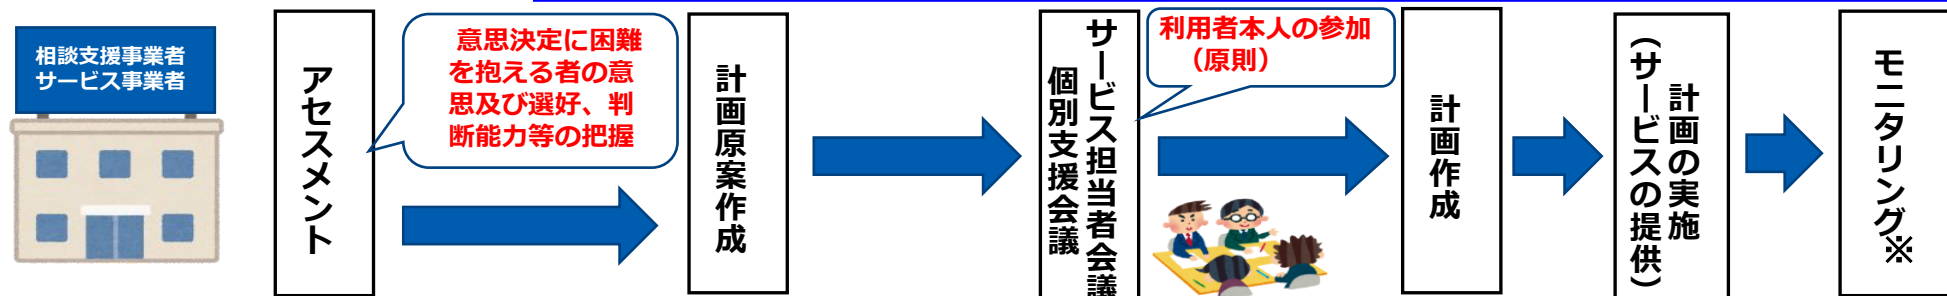 相談支援事業者
サービス事業者
アセスメント
意思決定に困難
を抱える者の意
思及び選好、判
断能力等の把握
計画原案作成
サービス担当者会議
個別支援会議
利用者本人の参加
（原則）
計画作成
計画の実施
（サービスの提供）
モニタリング※